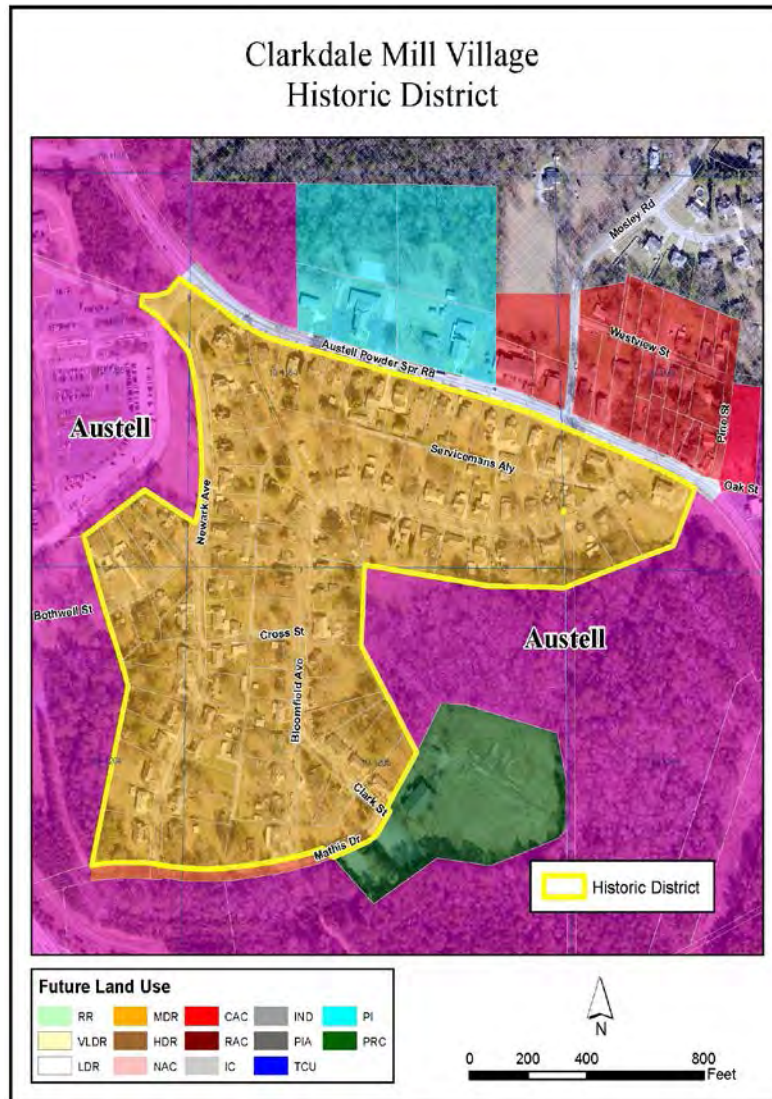 Clarkdale Mill Village
Historic District
Mosley Rd
Westview St
Austell Powder Spr Rd
Pine St
Austell
Servicemans Aly
Oak St
Newark Ave
Bothwell St
Cross St
Austell
Bloomfield Ave
Clark St
Mathis Dr
Historic District
Future Land Use
RR MDR CAC IND PI
VLDR HDR RAC PIA PRC
LDR NAC IC TCU
N
0 200 400 800
Feet